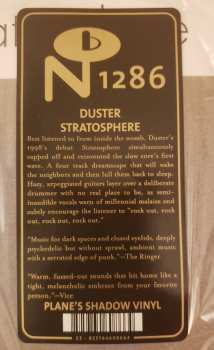 1286
DUSTER
STRATOSPHERE
Best listened to from inside the womb, Duster's
1998's debut Stratosphere simultaneously
capped off and reinvented the slow core's first
wave. A four track dreamscape that will wake
the neighbors and then lull them back to sleep.
Hazy, arpeggiated guitars layer over a deliberate
drummer with no real place to be, as semi-
inaudible vocals warn of millennial malaise and
subtly encourage the listener to "rock out, rock
out, rock out, rock out."
"Music for dark spaces and closed eyelids, deeply
psychedelic but without sprawl, ambient music
with a serrated edge of punk."—The Ringer
"Warm, fuzzed-out sounds that hit home like a
tight, melancholic embrace from your favorite
person."—Vice
PLANE'S SHADOW VINYL